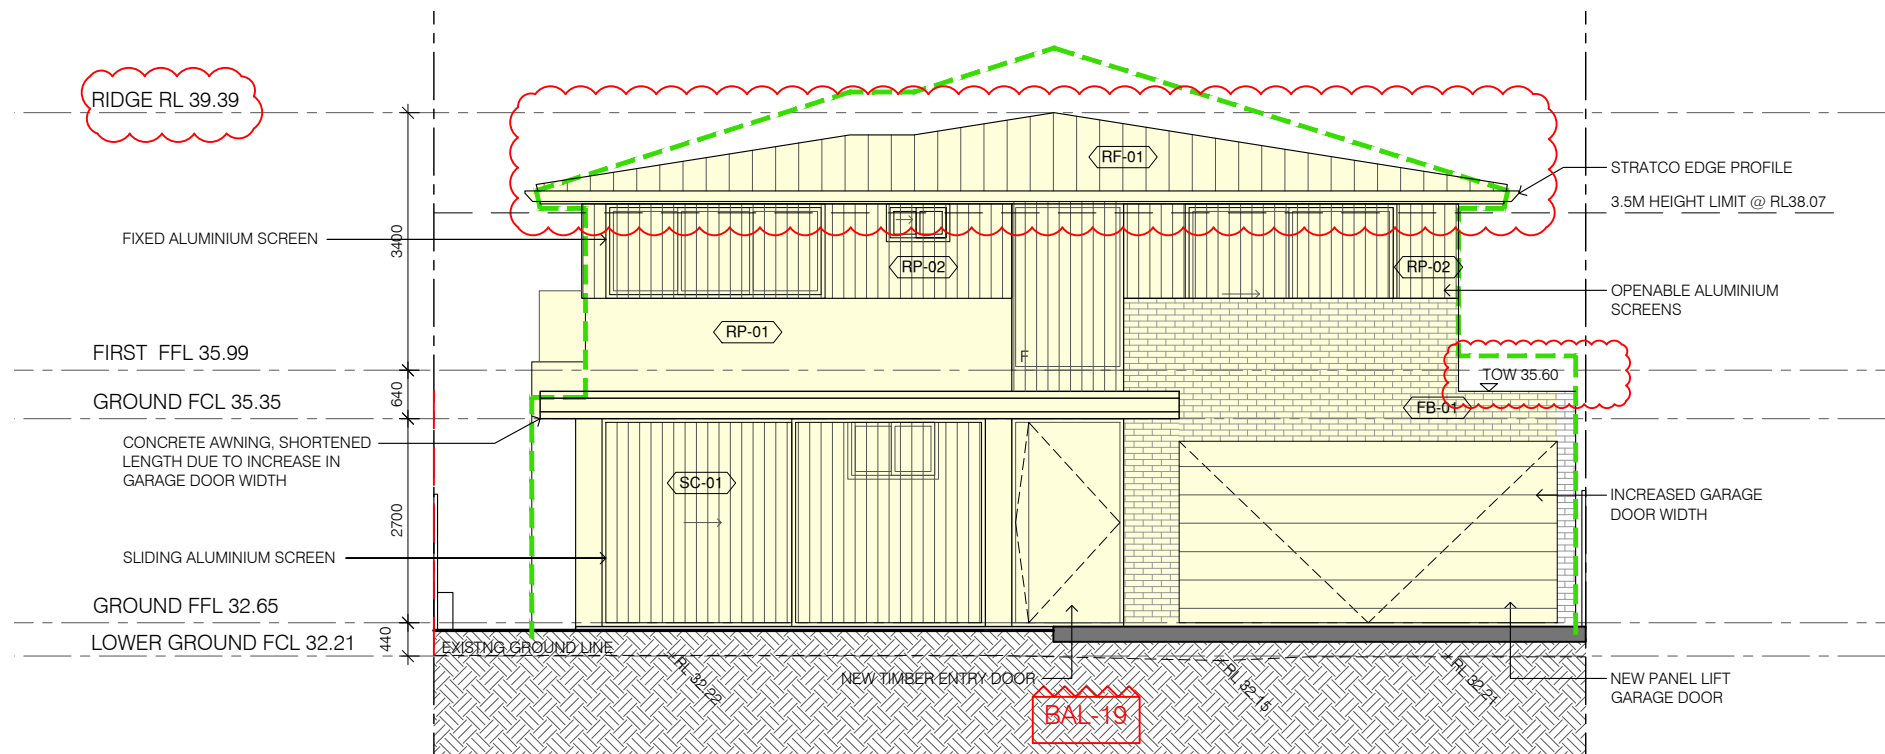 RIDGE RL 39.39
RF-01
STRATCO EDGE PROFILE
3.5M HEIGHT LIMIT @ RL38.07
FIXED ALUMINIUM SCREEN
3400
RP-02
RP-02
OPENABLE ALUMINIUM
SCREENS
RP-01
FIRST FFL 35.99
F
TOW 35.60
640
GROUND FCL 35.35
FB-01
CONCRETE AWNING, SHORTENED
LENGTH DUE TO INCREASE IN
GARAGE DOOR WIDTH
SC-01
2700
INCREASED GARAGE
DOOR WIDTH
SLIDING ALUMINIUM SCREEN
GROUND FFL 32.65
LOWER GROUND FCL 32.21
440
EXISTNG GROUND LINE
RL 32.22
NEW TIMBER ENTRY DOOR
RL 32.15
RL 32.21
NEW PANEL LIFT
GARAGE DOOR
BAL-19